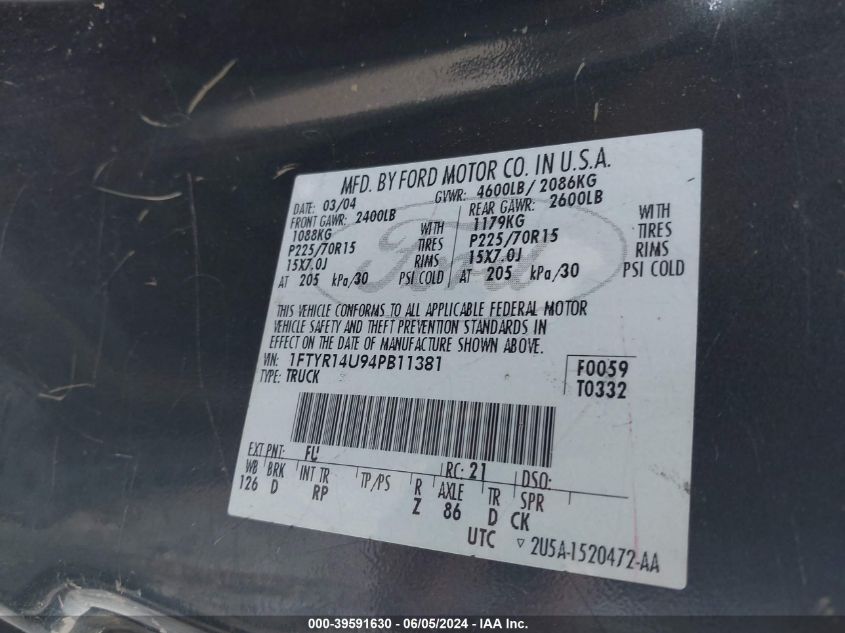 MFD. BY FORD MOTOR CO. IN U.S.A.
DATE: 03/04 GVWR: 4600LB/ 2086KG
FRONT GAWR: 2400LB REAR GAWR: 2600LB
1088KG WITH 1179KG WITH
P225/70R15 TIRES P225/70R15 TIRES
15X7.0J RIMS 15X7.0J RIMS
AT 205 kPa/30 PSI COLD AT 205 kPa/30 PSI COLD
Ford
THIS VEHICLE CONFORMS TO ALL APPLICABLE FEDERAL MOTOR
VEHICLE SAFETY AND THEFT PREVENTION STANDARDS IN
EFFECT ON THE DATE OF MANUFACTURE SHOWN ABOVE.
VIN: 1FTYR14U94PB11381 F0059
TYPE: TRUCK T0332
EXT PNT: RC: 21 DSO:
WB BRK INT TR TP/PS R AXLE TR SPR
126 D RP Z 86 D CK
UTC ▽ 2U5A-1520472-AA
000-39591630 - 06/05/2024 - IAA Inc.